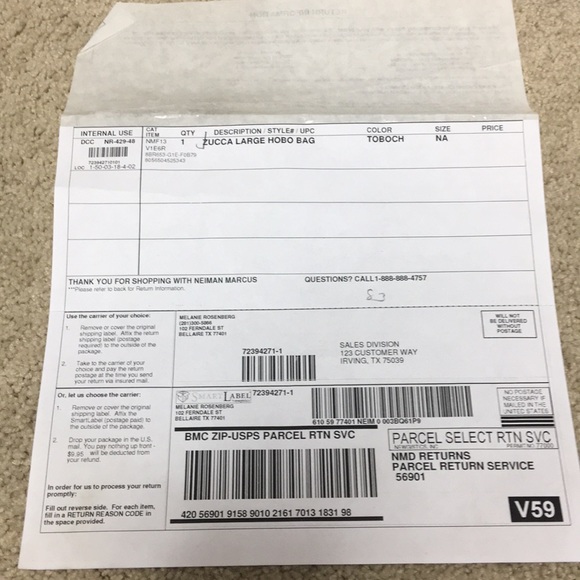 INTERNAL USE CAT ITEM QTY DESCRIPTION / STYLE# / UPC COLOR SIZE PRICE
DCC NR-429-48 NMF13 1 ZUCCA LARGE HOBO BAG TOBOCH NA
V1E6R
72394271
LOC 1-50-03-18-4-02
THANK YOU FOR SHOPPING WITH NEIMAN MARCUS QUESTIONS? CALL 1-888-888-4757
***Please refer to back for Return Information.
Use the carrier of your choice:
1. Remove or cover the original shipping label. Affix the return shipping label (postage required) to the outside of the package.
2. Take to the carrier of your choice and pay the return postage at the time you send your return via insured mail.
MELANIE ROSENBERG
102 FERNDALE ST
BELLAIRE TX 77401
WILL NOT
BE DELIVERED
WITHOUT
POSTAGE
72394271-1
SALES DIVISION
123 CUSTOMER WAY
IRVING, TX 75039
Or, let us choose the carrier:
1. Remove or cover the original shipping label. Affix the SmartLabel (postage paid) to the outside of the package.
2. Drop your package in the U.S. mail. You pay nothing up front - $9.95 will be deducted from your refund.
In order for us to process your return promptly:
Fill out reverse side. For each item, fill in a RETURN REASON CODE in the space provided.
SMART LABEL 72394271-1
MELANIE ROSENBERG
102 FERNDALE ST
BELLAIRE TX 77401
610 59 77401 NEIM 0 003BQ61P9
NO POSTAGE
NECESSARY IF
MAILED IN THE
UNITED STATES
BMC ZIP-USPS PARCEL RTN SVC
PARCEL SELECT RTN SVC
NMD RETURNS
PARCEL RETURN SERVICE
56901
420 56901 9158 9010 2161 7013 1831 98
V59